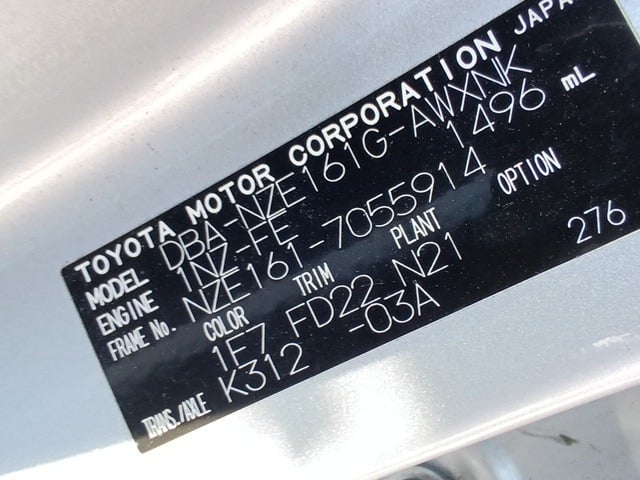 TOYOTA MOTOR CORPORATION JAPAN
MODEL DBA-NZE161G-AWXNK
ENGINE 1NZ-FE 1496 mL
FRAME No. NZE161-7055914
COLOR TRIM PLANT OPTION
1F7 FD22 N21 276
TRANS./AXLE K312 -03A